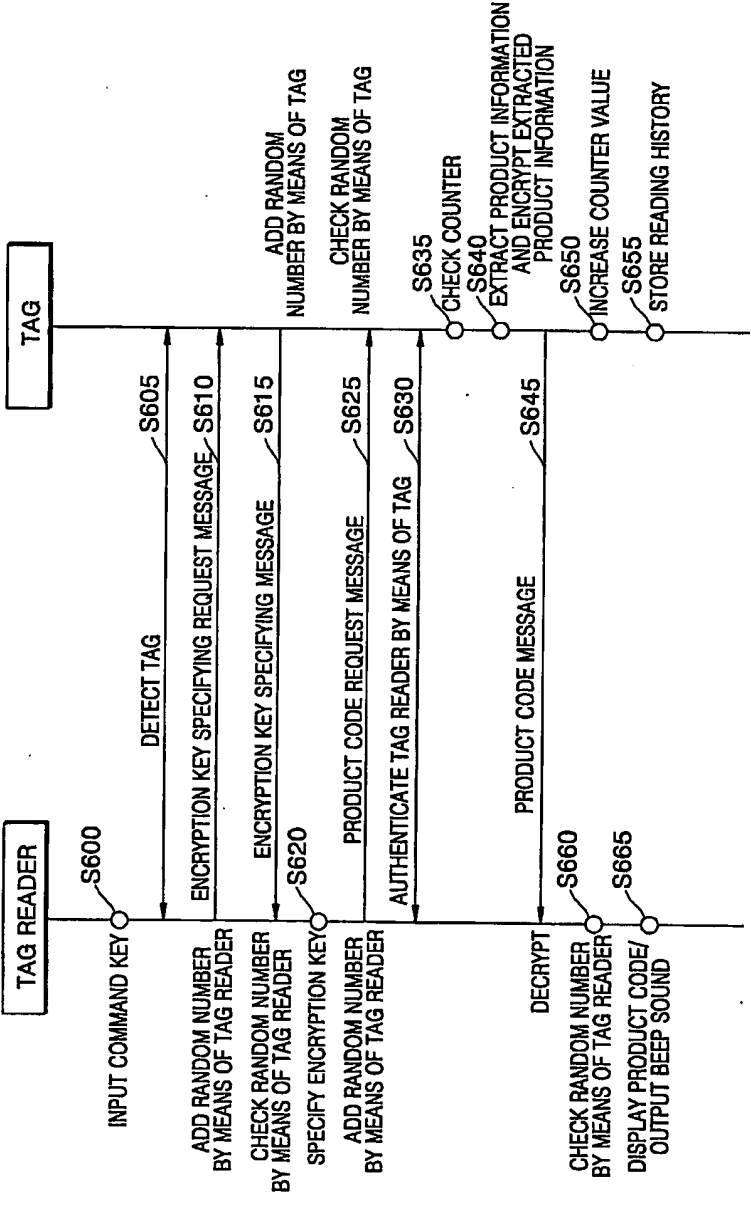 TAG READER
TAG
INPUT COMMAND KEY
S600
DETECT TAG
S605
ENCRYPTION KEY SPECIFYING REQUEST MESSAGE
S610
ADD RANDOM NUMBER
BY MEANS OF TAG READER
ENCRYPTION KEY SPECIFYING MESSAGE
S615
ADD RANDOM
NUMBER BY MEANS OF TAG
CHECK RANDOM NUMBER
BY MEANS OF TAG READER
SPECIFY ENCRYPTION KEY
S620
ADD RANDOM NUMBER
BY MEANS OF TAG READER
PRODUCT CODE REQUEST MESSAGE
S625
CHECK RANDOM
NUMBER BY MEANS OF TAG
AUTHENTICATE TAG READER BY MEANS OF TAG
S630
S635
CHECK COUNTER
S640
EXTRACT PRODUCT INFORMATION
AND ENCRYPT EXTRACTED
PRODUCT INFORMATION
PRODUCT CODE MESSAGE
S645
DECRYPT
S650
INCREASE COUNTER VALUE
S655
STORE READING HISTORY
S660
CHECK RANDOM NUMBER
BY MEANS OF TAG READER
S665
DISPLAY PRODUCT CODE/
OUTPUT BEEP SOUND